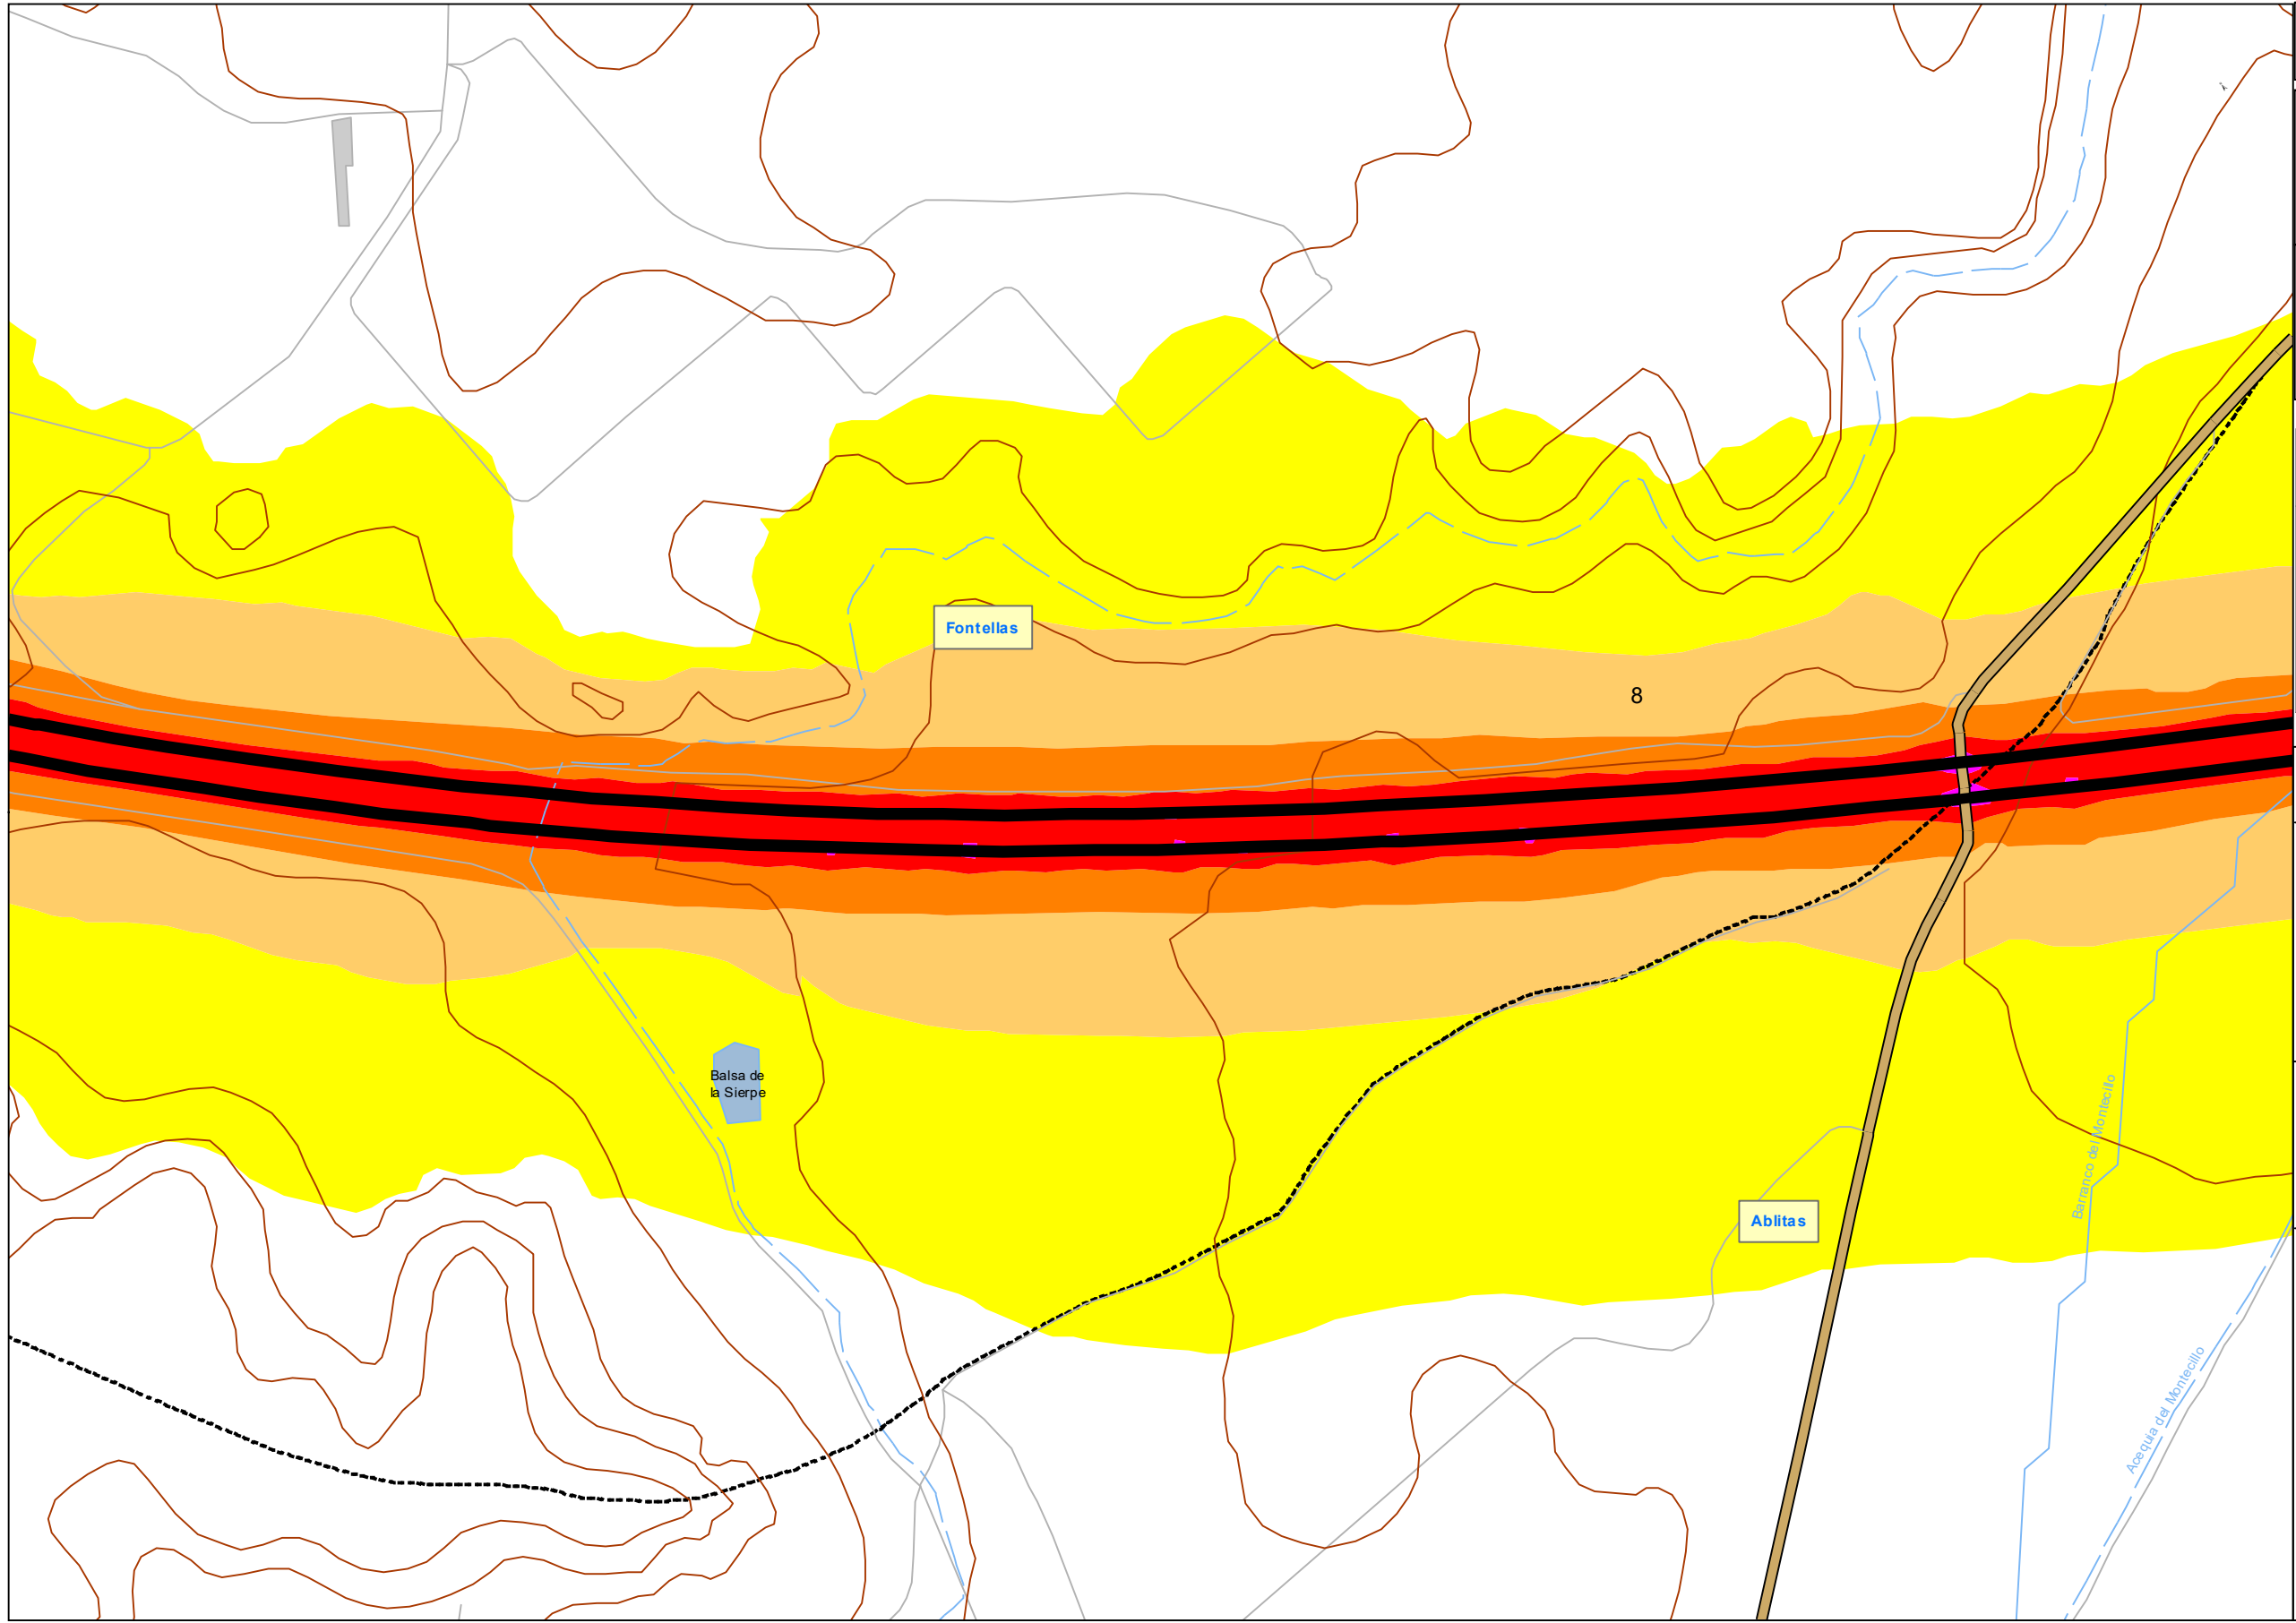 Fontellas
8
Balsa de
la Sierpe
Barranco del Montecillo
Ablitas
Acequia del Montecillo